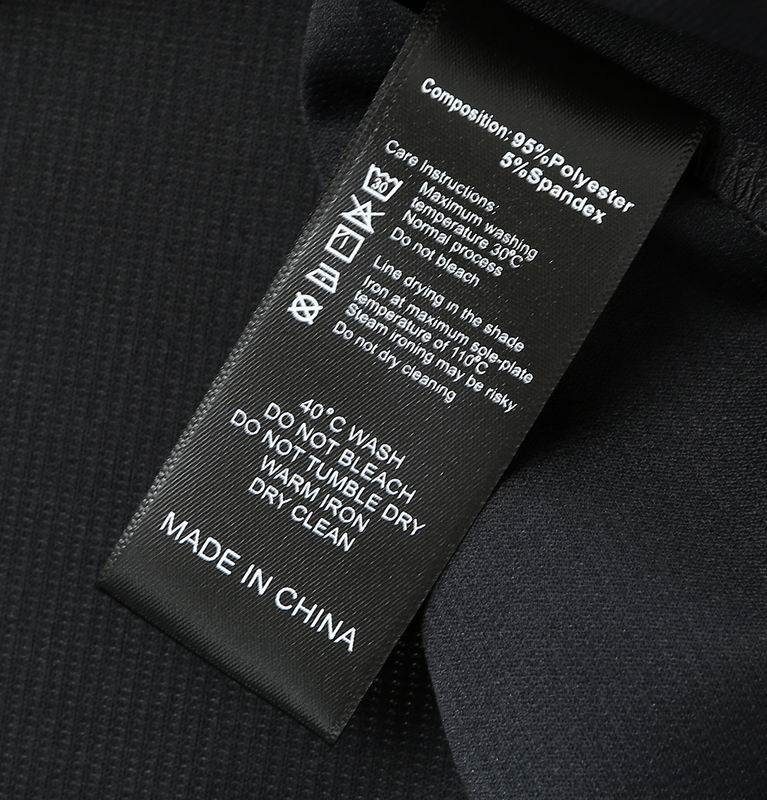 Composition: 95%Polyester
5%Spandex
Care Instructions:
30
Maximum washing
temperature 30°C
Normal process
Do not bleach
Line drying in the shade
Iron at maximum sole-plate
temperature of 110°C
Steam ironing may be risky
Do not dry cleaning
40°C WASH
DO NOT BLEACH
DO NOT TUMBLE DRY
WARM IRON
DRY CLEAN
MADE IN CHINA